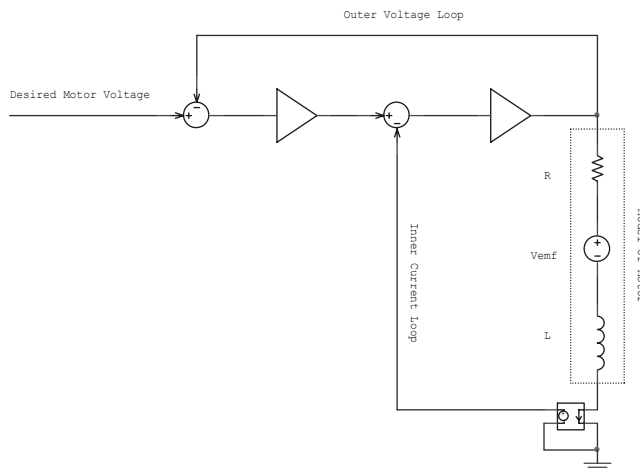 Outer Voltage Loop
Desired Motor Voltage
R
Vemf
Inner Current Loop
L